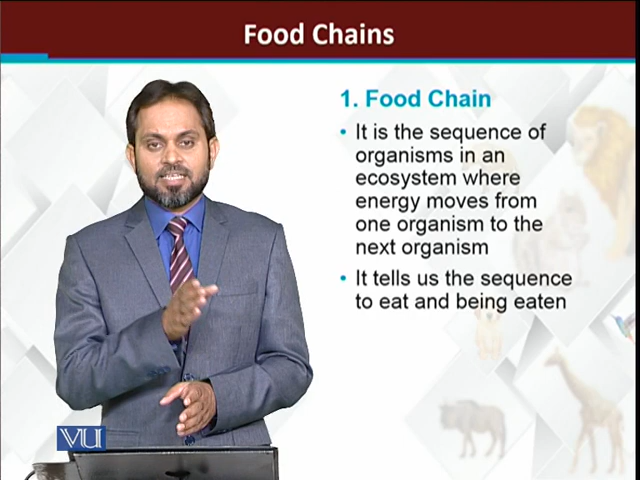 Food Chains
1. Food Chain
• It is the sequence of
organisms in an
ecosystem where
energy moves from
one organism to the
next organism
• It tells us the sequence
to eat and being eaten
VU